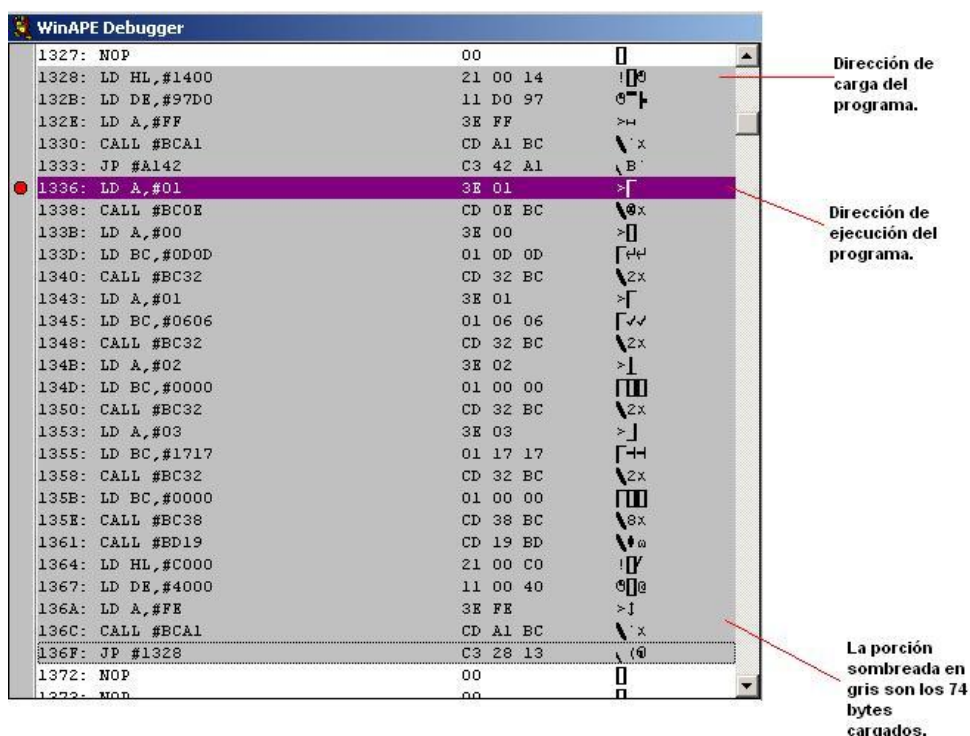 WinAPE Debugger
1327: NOP 00
1328: LD HL,#1400 21 00 14
132B: LD DE,#97D0 11 D0 97
132E: LD A,#FF 3E FF
1330: CALL #BCA1 CD A1 BC
1333: JP #A142 C3 42 A1
1336: LD A,#01 3E 01
1338: CALL #BC0E CD 0E BC
133B: LD A,#00 3E 00
133D: LD BC,#0D0D 01 0D 0D
1340: CALL #BC32 CD 32 BC
1343: LD A,#01 3E 01
1345: LD BC,#0606 01 06 06
1348: CALL #BC32 CD 32 BC
134B: LD A,#02 3E 02
134D: LD BC,#0000 01 00 00
1350: CALL #BC32 CD 32 BC
1353: LD A,#03 3E 03
1355: LD BC,#1717 01 17 17
1358: CALL #BC32 CD 32 BC
135B: LD BC,#0000 01 00 00
135E: CALL #BC38 CD 38 BC
1361: CALL #BD19 CD 19 BD
1364: LD HL,#C000 21 00 C0
1367: LD DE,#4000 11 00 40
136A: LD A,#FE 3E FE
136C: CALL #BCA1 CD A1 BC
136F: JP #1328 C3 28 13
1372: NOP 00
1373: NOP 00
Dirección de
carga del
programa.
Dirección de
ejecución del
programa.
La porción
sombreada en
gris son los 74
bytes
cargados.